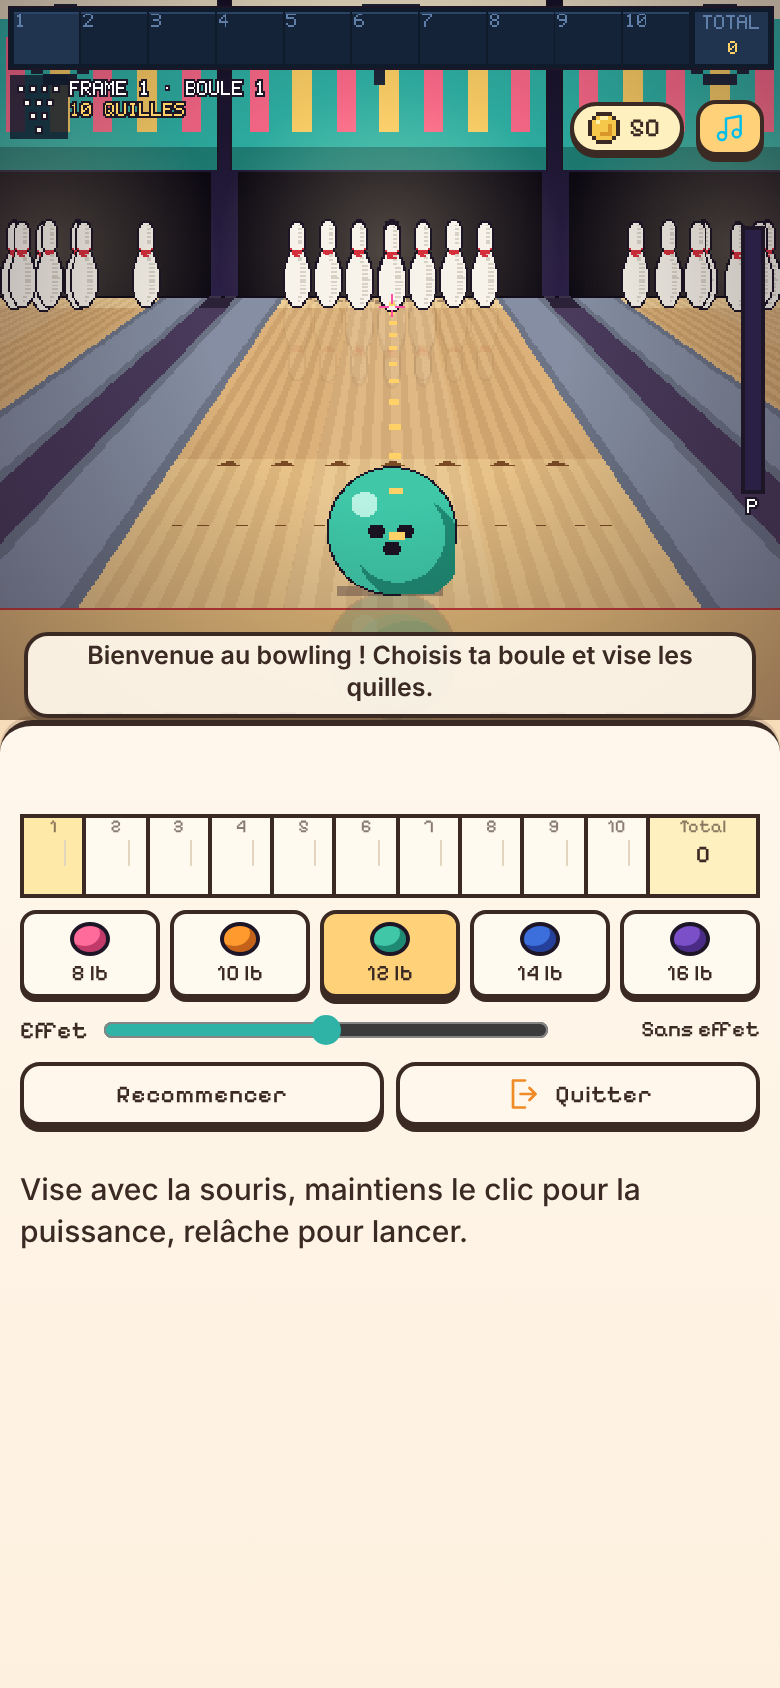 1 2 3 4 5 6 7 8 9 10 TOTAL
0
FRAME 1 · BOULE 1
10 QUILLES
50
P
Bienvenue au bowling ! Choisis ta boule et vise les
quilles.
1 2 3 4 5 6 7 8 9 10 Total
0
8 lb 10 lb 12 lb 14 lb 16 lb
Effet Sans effet
Recommencer Quitter
Vise avec la souris, maintiens le clic pour la
puissance, relâche pour lancer.